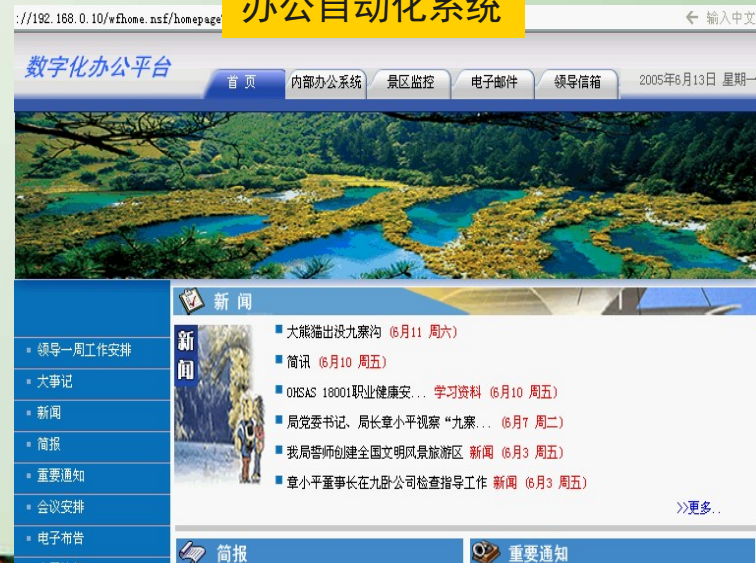 办公自动化系统
://192.168.0.10/wfhome.nsf/homepage
← 输入中文
数字化办公平台
首页 内部办公系统 景区监控 电子邮件 领导信箱 2005年6月13日 星期一
新闻
新闻
大熊猫出没九寨沟 (6月11 周六)
简讯 (6月10 周五)
OHSAS 18001职业健康安... 学习资料 (6月10 周五)
局党委书记、局长章小平视察“九寨... (6月7 周二)
我局誓师创建全国文明风景旅游区 新闻 (6月3 周五)
章小平董事长在九卧公司检查指导工作 新闻 (6月3 周五)
>>更多..
领导一周工作安排
大事记
新闻
简报
重要通知
会议安排
电子布告
简报
重要通知